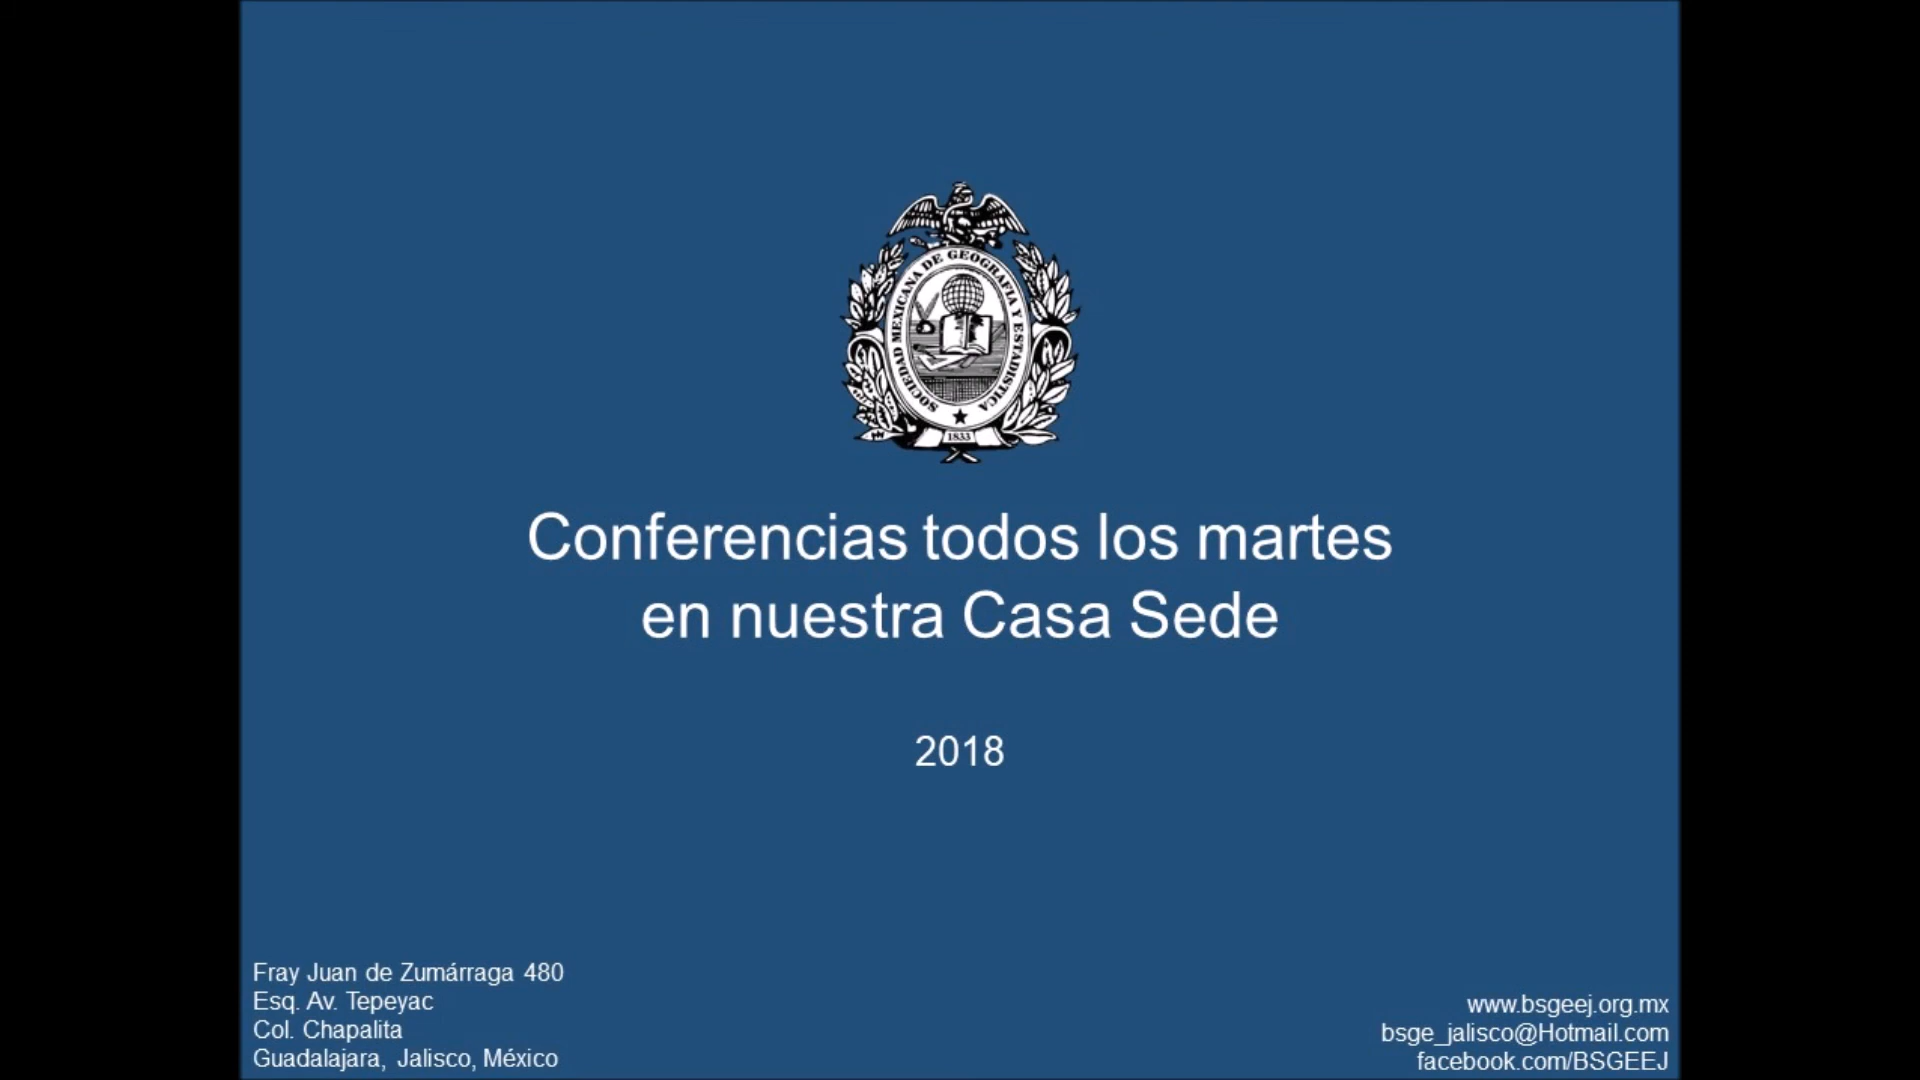 SOCIEDAD MEXICANA DE GEOGRAFIA Y ESTADISTICA
1833
Conferencias todos los martes
en nuestra Casa Sede
2018
Fray Juan de Zumárraga 480
Esq. Av. Tepeyac
Col. Chapalita
Guadalajara, Jalisco, México
www.bsgeej.org.mx
bsge_jalisco@Hotmail.com
facebook.com/BSGEEJ